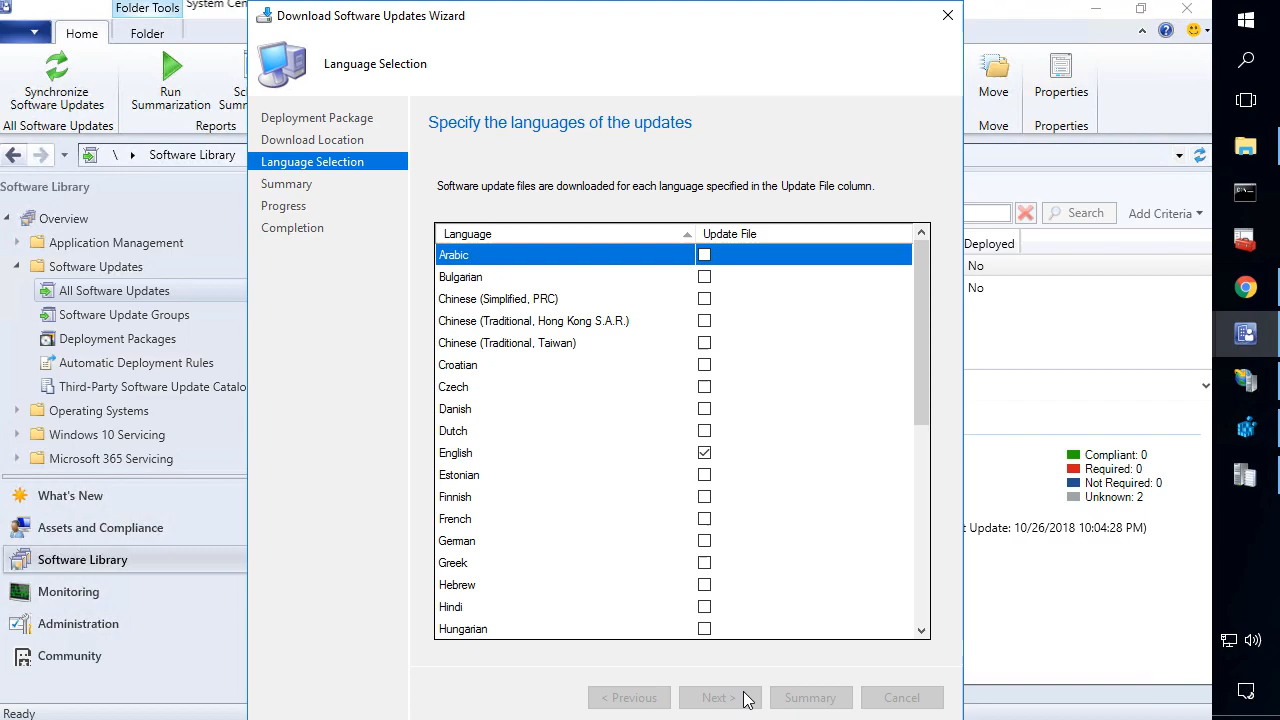 Folder Tools
System Cen
Download Software Updates Wizard
Home
Folder
Language Selection
Synchronize
Software Updates
Run
Summarization
Sc
Summ
Move
Properties
All Software Updates
Reports
Move
Properties
\
Software Library
Software Library
Overview
Application Management
Software Updates
All Software Updates
Software Update Groups
Deployment Packages
Automatic Deployment Rules
Third-Party Software Update Catalo
Operating Systems
Windows 10 Servicing
Microsoft 365 Servicing
What's New
Assets and Compliance
Software Library
Monitoring
Administration
Community
Ready
Deployment Package
Download Location
Language Selection
Summary
Progress
Completion
Specify the languages of the updates
Software update files are downloaded for each language specified in the Update File column.
Language
Update File
Arabic
Bulgarian
Chinese (Simplified, PRC)
Chinese (Traditional, Hong Kong S.A.R.)
Chinese (Traditional, Taiwan)
Croatian
Czech
Danish
Dutch
English
Estonian
Finnish
French
German
Greek
Hebrew
Hindi
Hungarian
< Previous
Next >
Summary
Cancel
Search
Add Criteria
Deployed
No
No
Compliant: 0
Required: 0
Not Required: 0
Unknown: 2
t Update: 10/26/2018 10:04:28 PM)